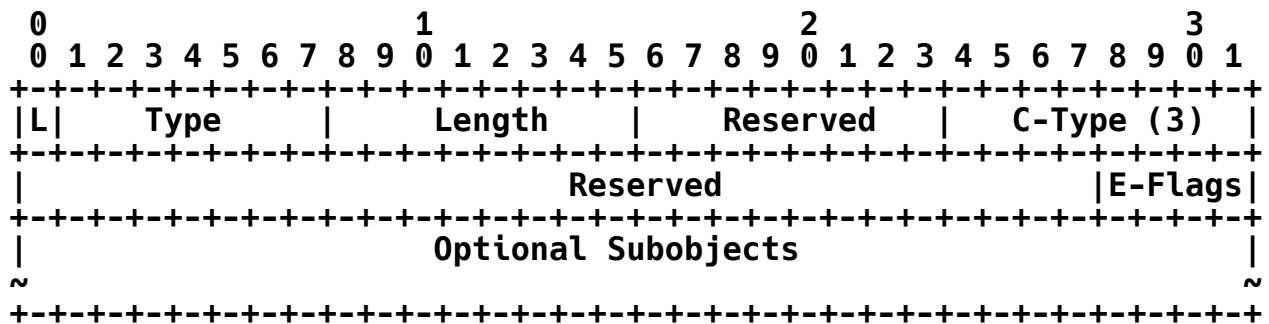 0                   1                   2                   3
 0 1 2 3 4 5 6 7 8 9 0 1 2 3 4 5 6 7 8 9 0 1 2 3 4 5 6 7 8 9 0 1
+-+-+-+-+-+-+-+-+-+-+-+-+-+-+-+-+-+-+-+-+-+-+-+-+-+-+-+-+-+-+-+-+
|L|    Type     |     Length    |    Reserved   |   C-Type (3)  |
+-+-+-+-+-+-+-+-+-+-+-+-+-+-+-+-+-+-+-+-+-+-+-+-+-+-+-+-+-+-+-+-+
|                            Reserved                   |E-Flags|
+-+-+-+-+-+-+-+-+-+-+-+-+-+-+-+-+-+-+-+-+-+-+-+-+-+-+-+-+-+-+-+-+
|                     Optional Subobjects                       |
~                                                               ~
+-+-+-+-+-+-+-+-+-+-+-+-+-+-+-+-+-+-+-+-+-+-+-+-+-+-+-+-+-+-+-+-+